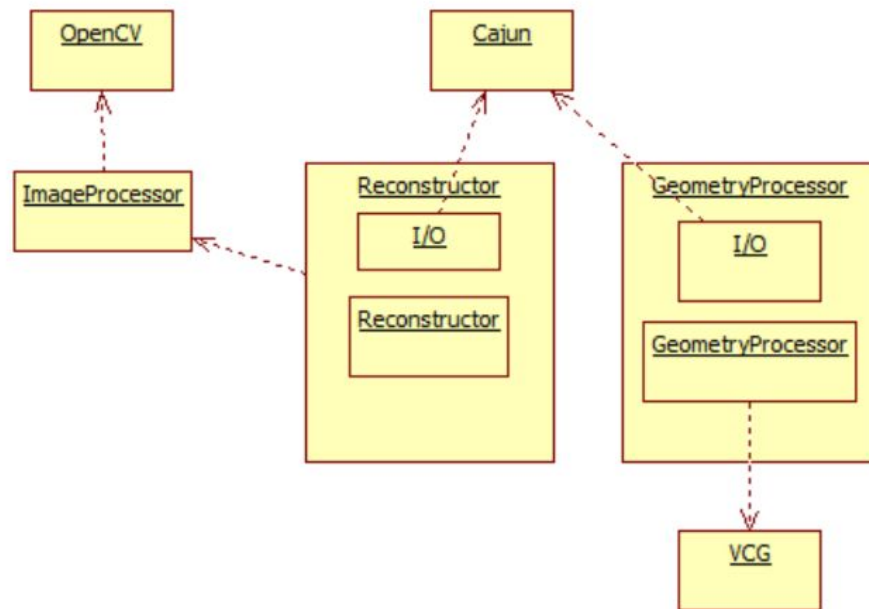 OpenCV
Cajun
ImageProcessor
Reconstructor
I/O
Reconstructor
GeometryProcessor
I/O
GeometryProcessor
VCG